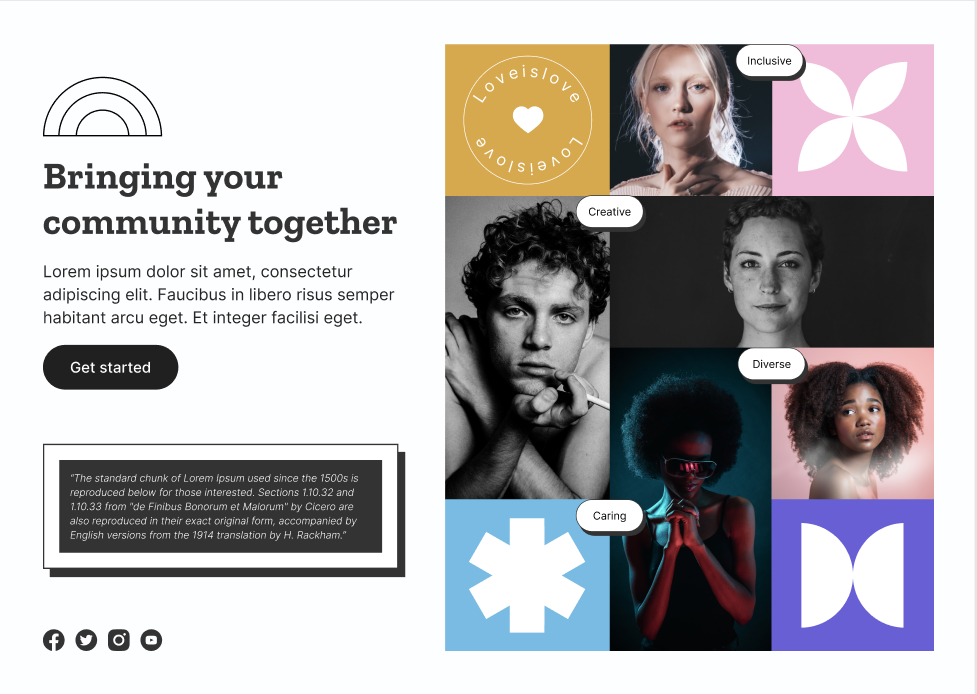 Bringing your
community together
Lorem ipsum dolor sit amet, consectetur
adipiscing elit. Faucibus in libero risus semper
habitant arcu eget. Et integer facilisi eget.
Get started
"The standard chunk of Lorem Ipsum used since the 1500s is
reproduced below for those interested. Sections 1.10.32 and
1.10.33 from "de Finibus Bonorum et Malorum" by Cicero are
also reproduced in their exact original form, accompanied by
English versions from the 1914 translation by H. Rackham."
Loveislove
Loveislove
Inclusive
Creative
Diverse
Caring